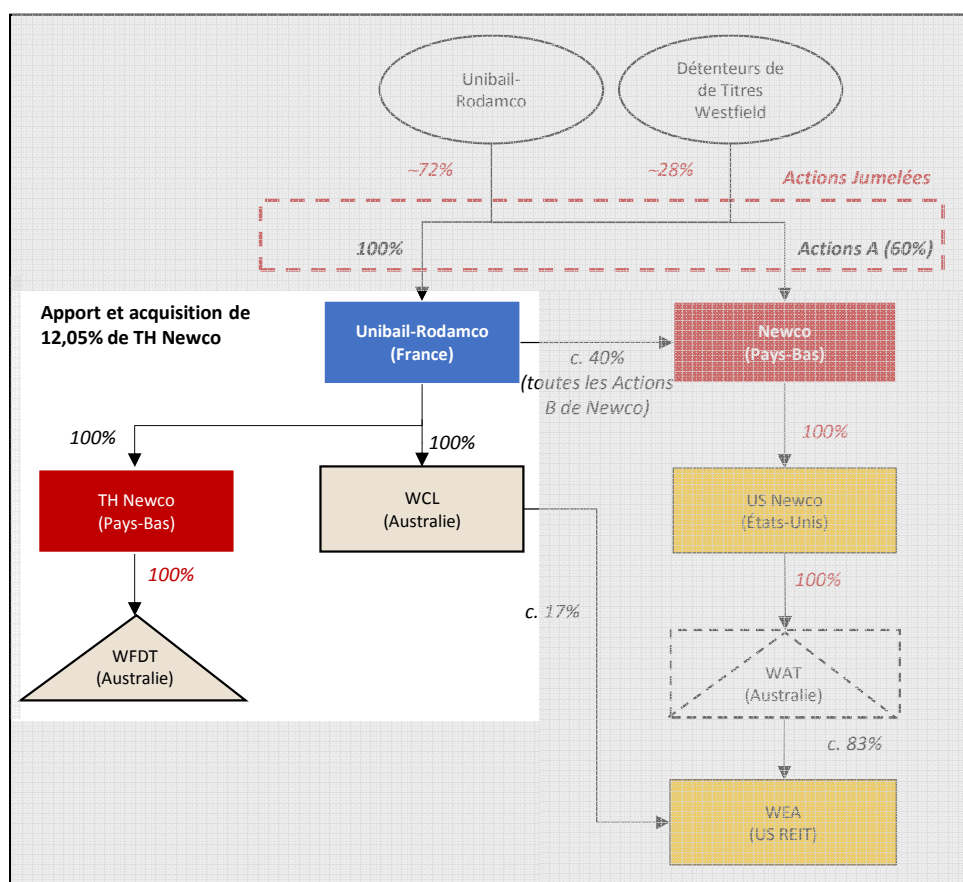 Unibail-
Rodamco
Détenteurs de
de Titres
Westfield
~72%
~28%
Actions Jumelées
100%
Actions A (60%)
Apport et acquisition de
12,05% de TH Newco
Unibail-Rodamco
(France)
c. 40%
(toutes les Actions
B de Newco)
Newco
(Pays-Bas)
100%
100%
100%
TH Newco
(Pays-Bas)
WCL
(Australie)
US Newco
(États-Unis)
100%
100%
c. 17%
WFDT
(Australie)
WAT
(Australie)
c. 83%
WEA
(US REIT)